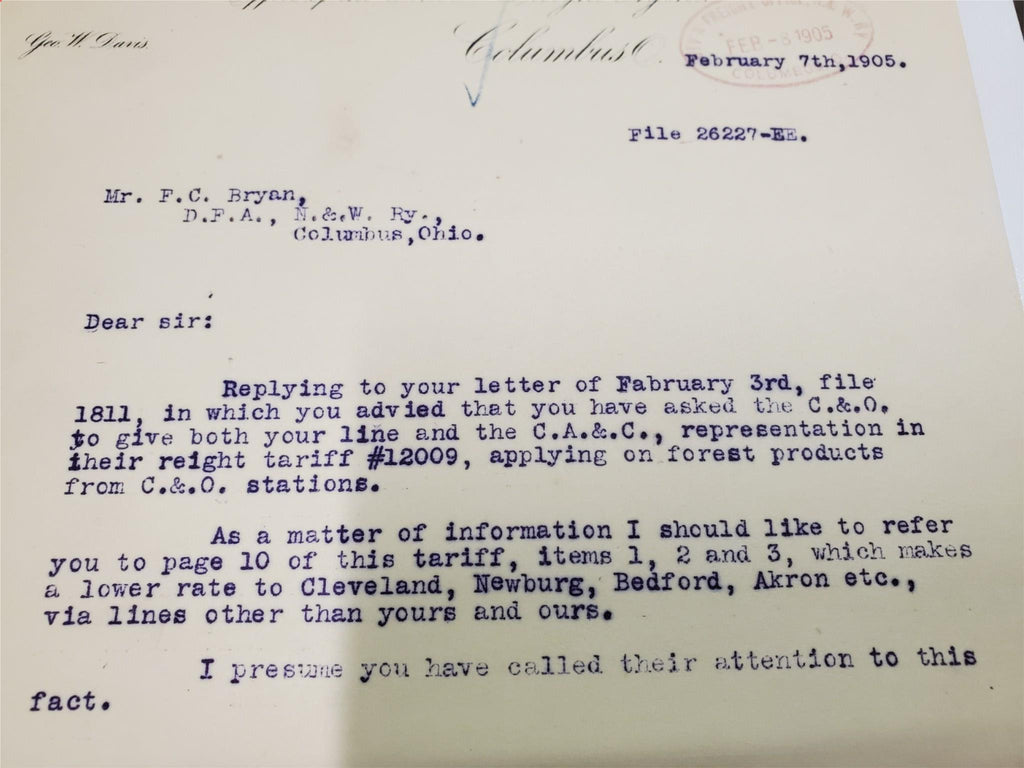 Geo. W. Davis.
Columbus O.
FREIGHT OFFICE, N. & W. RY
FEB -8 1905
COLUMBUS
February 7th,1905.
File 26227-EE.
Mr. F.C. Bryan,
D.F.A., N.&.W. Ry.,
Columbus,Ohio.
Dear sir:
Replying to your letter of Fabruary 3rd, file
1811, in which you advied that you have asked the C.&.O.
to give both your line and the C.A.&.C., representation in
their reight tariff #12009, applying on forest products
from C.&.O. stations.
As a matter of information I should like to refer
you to page 10 of this tariff, items 1, 2 and 3, which makes
a lower rate to Cleveland, Newburg, Bedford, Akron etc.,
via lines other than yours and ours.
I presume you have called their attention to this
fact.